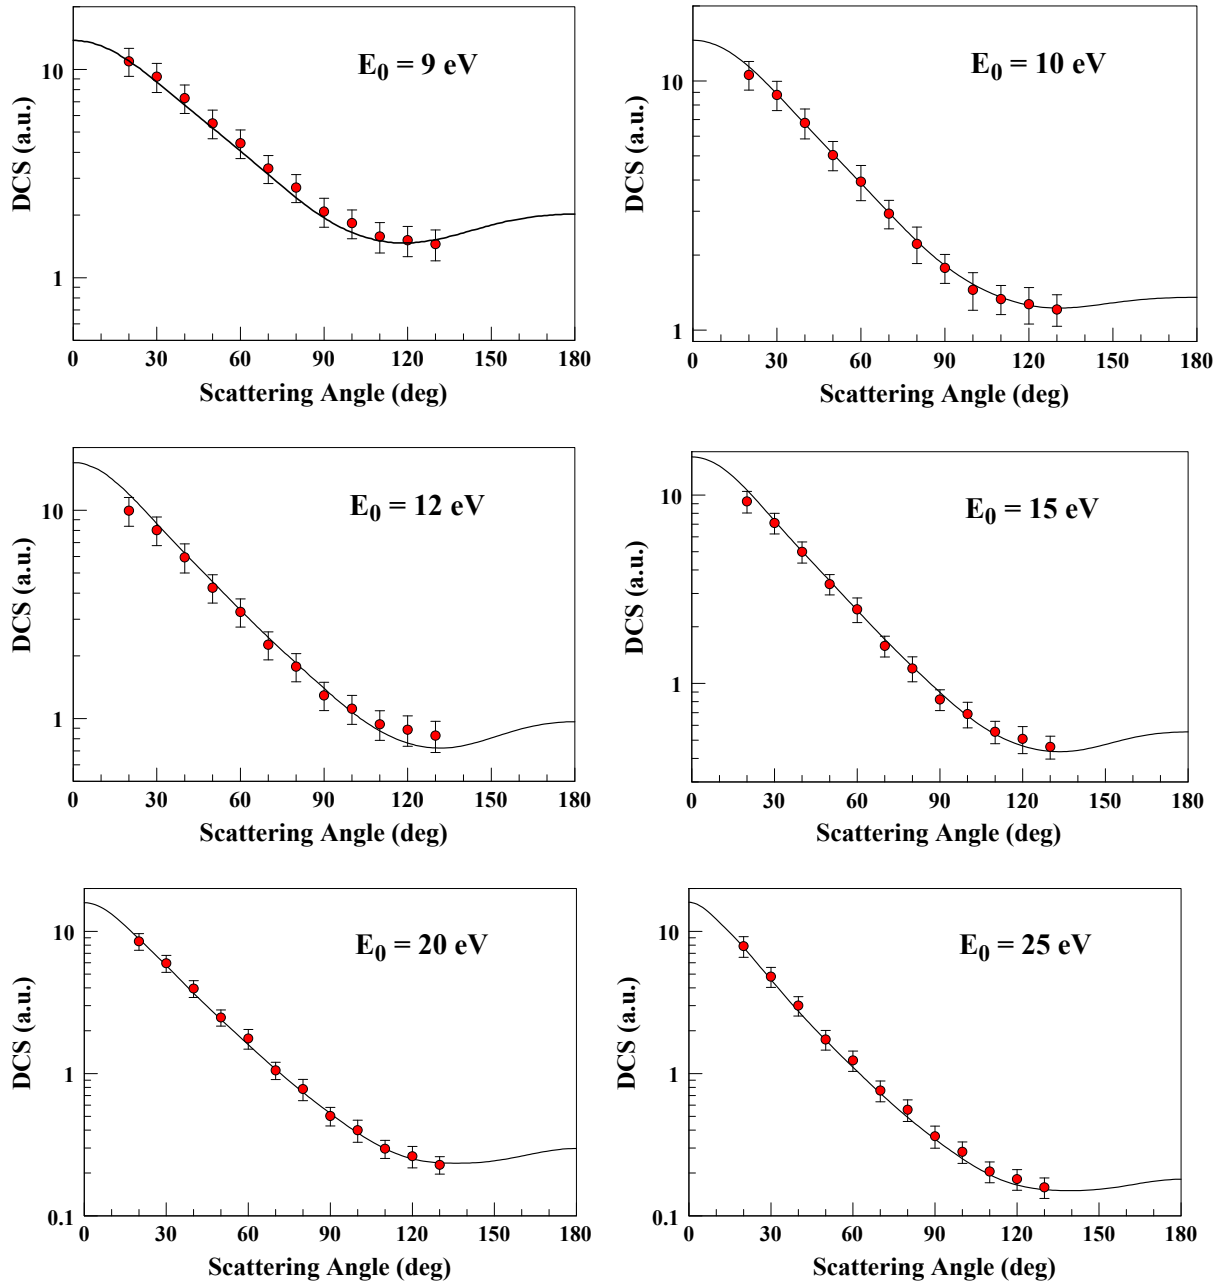 E0 = 9 eV
10
1
DCS (a.u.)
0 30 60 90 120 150 180
Scattering Angle (deg)
E0 = 10 eV
10
1
DCS (a.u.)
0 30 60 90 120 150 180
Scattering Angle (deg)
E0 = 12 eV
10
1
DCS (a.u.)
0 30 60 90 120 150 180
Scattering Angle (deg)
E0 = 15 eV
10
1
DCS (a.u.)
0 30 60 90 120 150 180
Scattering Angle (deg)
E0 = 20 eV
10
1
0.1
DCS (a.u.)
0 30 60 90 120 150 180
Scattering Angle (deg)
E0 = 25 eV
10
1
0.1
DCS (a.u.)
0 30 60 90 120 150 180
Scattering Angle (deg)